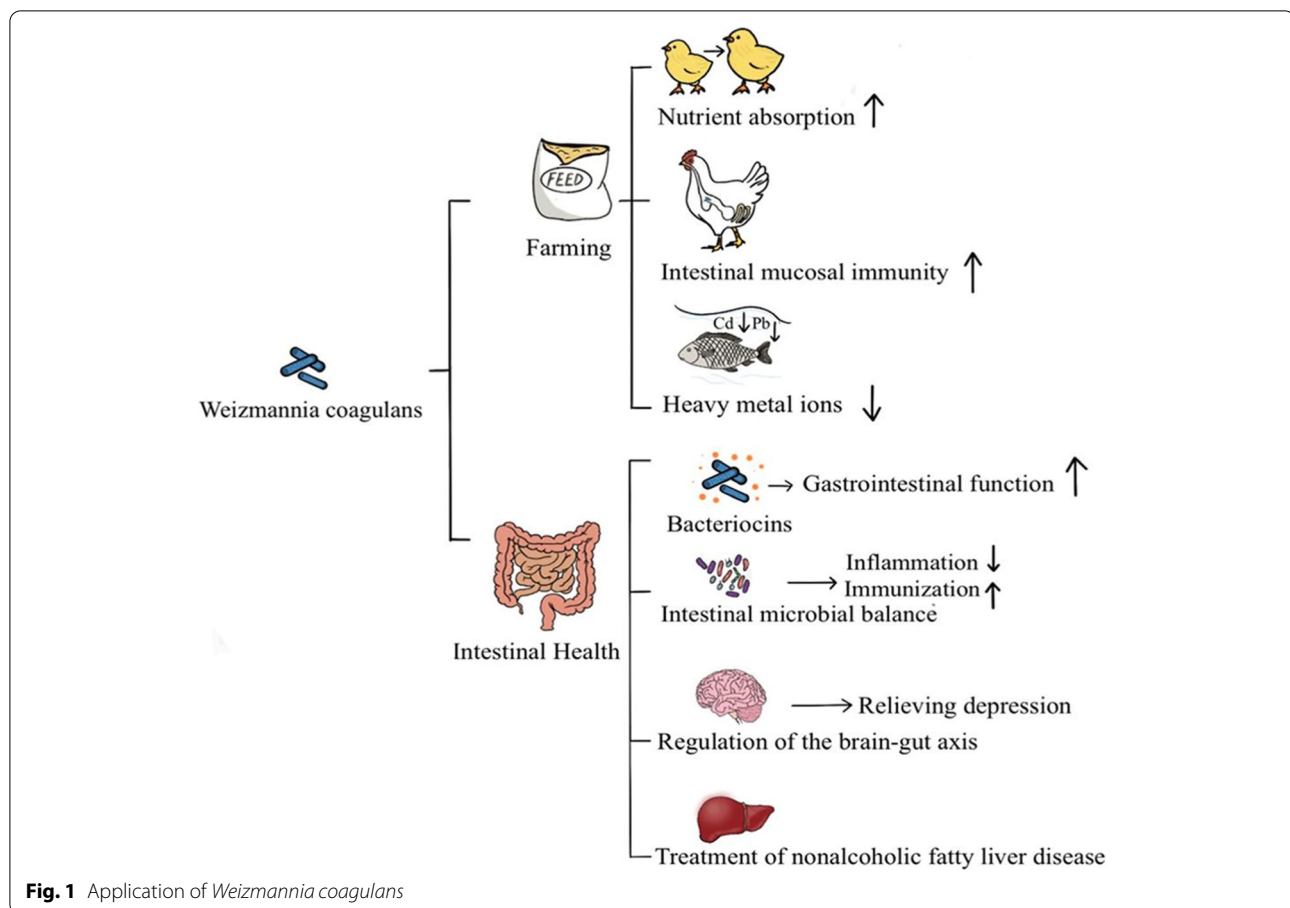 Nutrient absorption ↑
FEED
Farming
Intestinal mucosal immunity ↑
Cd ↓ Pb ↓
Heavy metal ions ↓
Weizmannia coagulans
→ Gastrointestinal function ↑
Bacteriocins
Inflammation ↓
→ Immunization ↑
Intestinal microbial balance
Intestinal Health
→ Relieving depression
Regulation of the brain-gut axis
Treatment of nonalcoholic fatty liver disease
Fig. 1 Application of Weizmannia coagulans